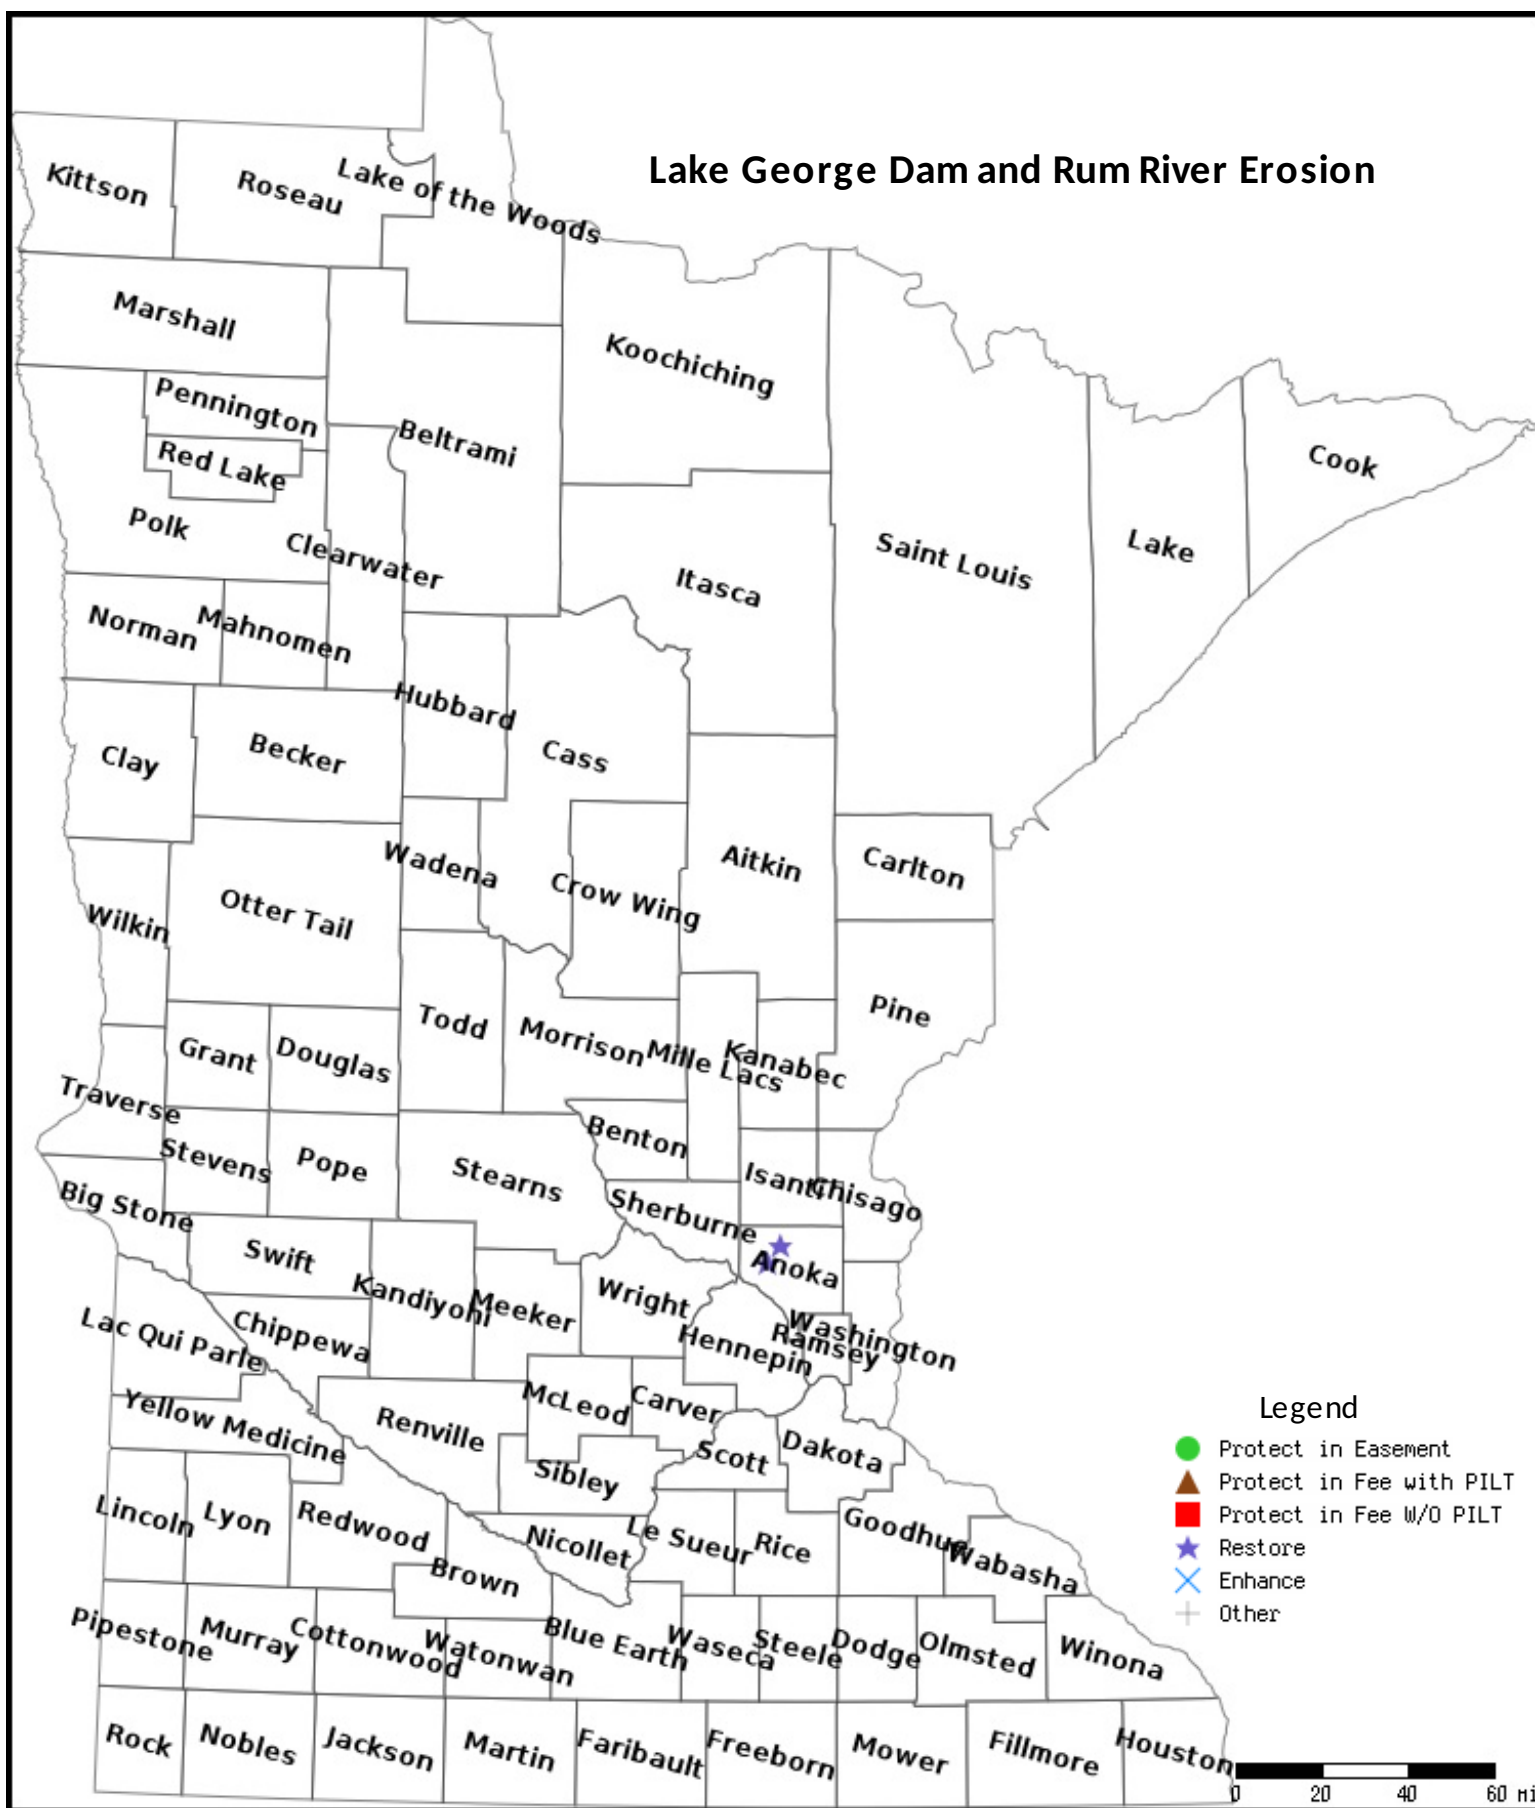 Lake George Dam and Rum River Erosion
Kittson
Roseau
Lake of the Woods
Marshall
Koochiching
Pennington
Beltrami
Red Lake
Cook
Polk
Clearwater
Saint Louis
Lake
Itasca
Norman
Mahnomen
Hubbard
Clay
Becker
Cass
Wadena
Aitkin
Carlton
Crow Wing
Otter Tail
Wilkin
Todd
Pine
Morrison
Mille Lacs
Kanabec
Grant
Douglas
Traverse
Benton
Stevens
Pope
Stearns
Isanti
Chisago
Big Stone
Sherburne
Swift
Anoka
Kandiyohi
Meeker
Wright
Lac Qui Parle
Chippewa
Hennepin
Ramsey
Washington
McLeod
Carver
Yellow Medicine
Renville
Scott
Dakota
Sibley
Lincoln
Lyon
Redwood
Nicollet
Le Sueur
Rice
Goodhue
Wabasha
Brown
Pipestone
Murray
Cottonwood
Watonwan
Blue Earth
Waseca
Steele
Dodge
Olmsted
Winona
Rock
Nobles
Jackson
Martin
Faribault
Freeborn
Mower
Fillmore
Houston
Legend
Protect in Easement
Protect in Fee with PILT
Protect in Fee W/O PILT
Restore
Enhance
Other
0 20 40 60 mi